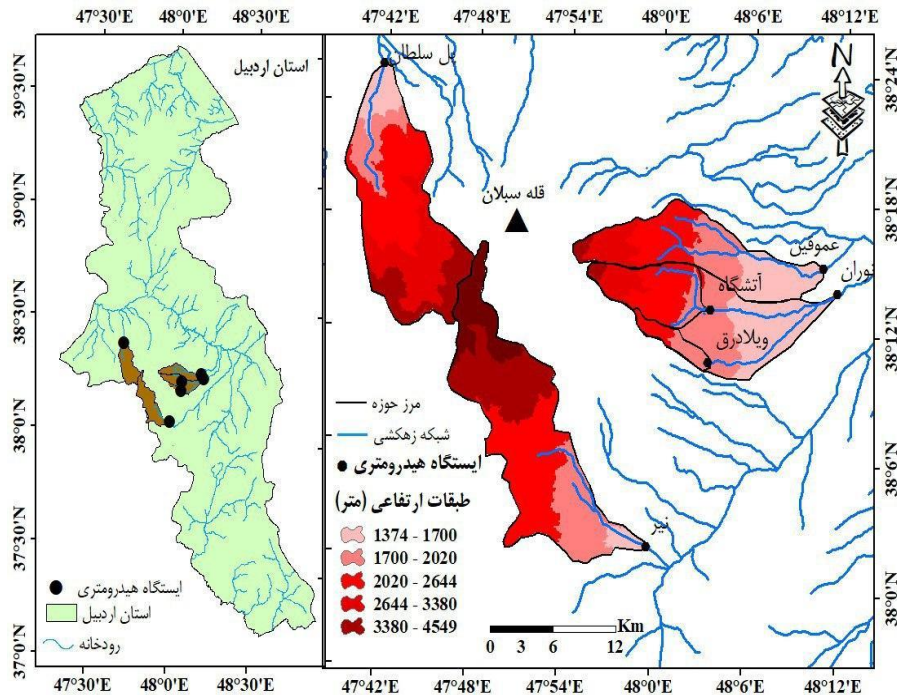 47°30'E 48°0'E 48°30'E
47°42'E 47°48'E 47°54'E 48°0'E 48°6'E 48°12'E
استان اردبیل
39°30'N
39°0'N
38°30'N
38°0'N
37°30'N
37°0'N
ایستگاه هیدرومتری
استان اردبیل
رودخانه
47°30'E 48°0'E 48°30'E
پل سلطان
N
قله سبلان
عموقین
نوران
آتشگاه
ویلادرق
نیر
مرز حوزه
شبکه زهکشی
ایستگاه هیدرومتری
طبقات ارتفاعی (متر)
1374 - 1700
1700 - 2020
2020 - 2644
2644 - 3380
3380 - 4549
Km
0 3 6 12
38°24'N
38°18'N
38°12'N
38°6'N
38°0'N
47°42'E 47°48'E 47°54'E 48°0'E 48°6'E 48°12'E